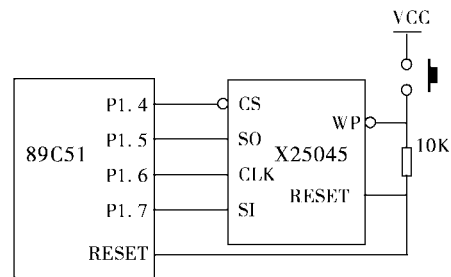 VCC
P1. 4
CS
WP
P1. 5
SO
89C51
X25045
10K
P1. 6
CLK
RESET
P1. 7
SI
RESET